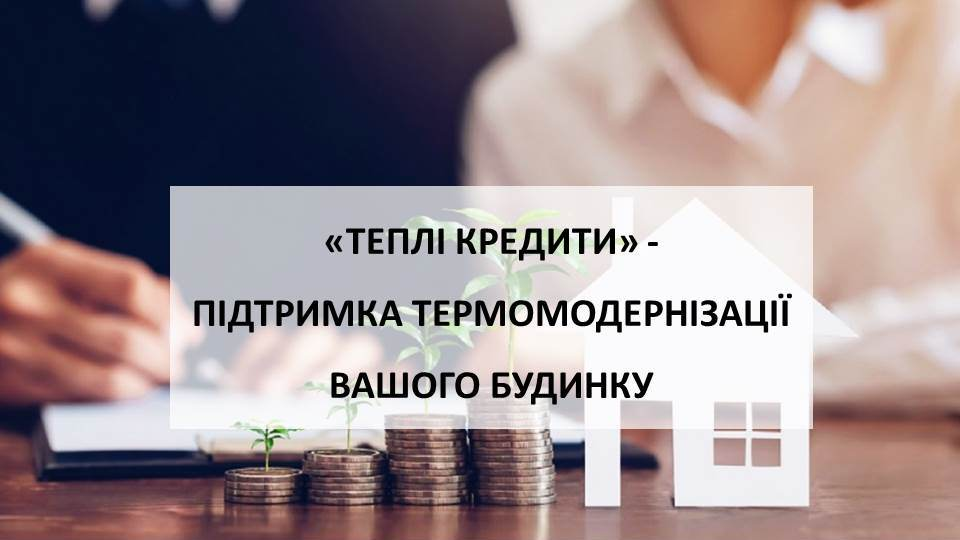 «ТЕПЛІ КРЕДИТИ» -
ПІДТРИМКА ТЕРМОМОДЕРНІЗАЦІЇ
ВАШОГО БУДИНКУ